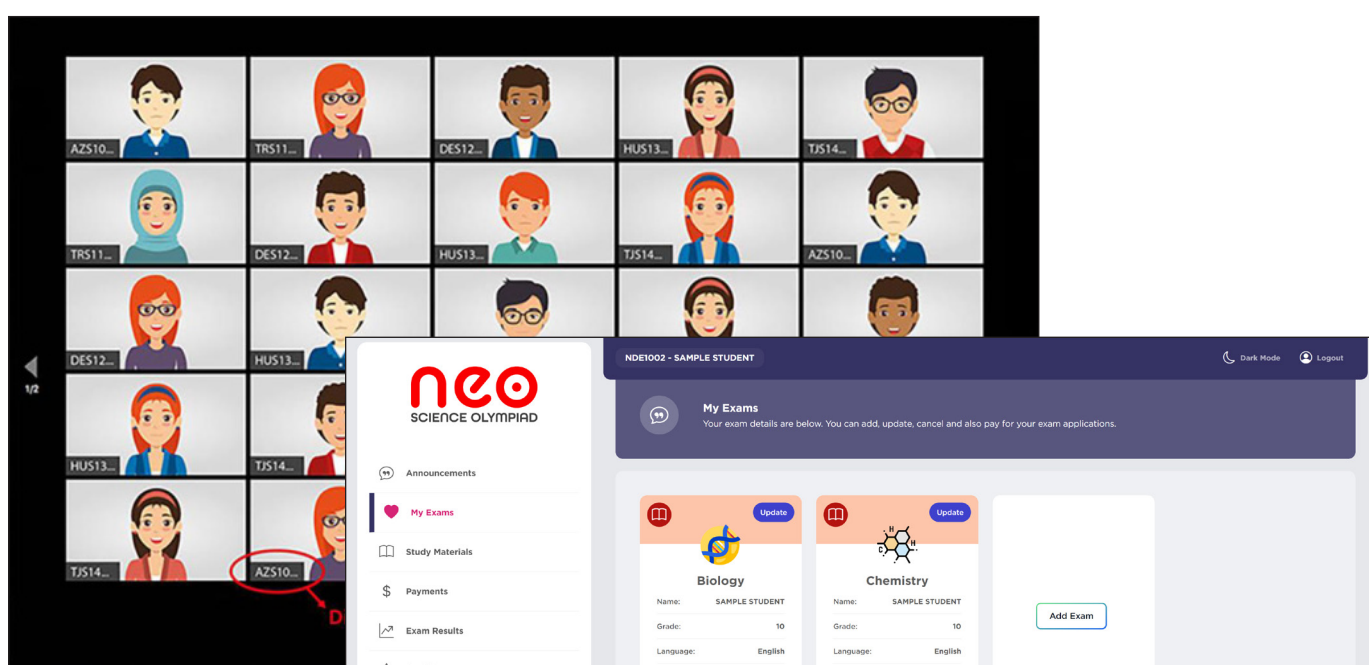 AZS10...
TRS11...
DES12...
HUS13...
TJS14...
TRS11...
DES12...
HUS13...
TJS14...
AZS10...
DES12...
HUS13...
1/2
HUS13...
TJS14...
TJS14...
AZS10...
neo
SCIENCE OLYMPIAD
Announcements
My Exams
Study Materials
Payments
Exam Results
NDE1002 - SAMPLE STUDENT
Dark Mode
Logout
My Exams
Your exam details are below. You can add, update, cancel and also pay for your exam applications.
Update
Biology
Name: SAMPLE STUDENT
Grade: 10
Language: English
Update
H
H
C
Chemistry
Name: SAMPLE STUDENT
Grade: 10
Language: English
Add Exam